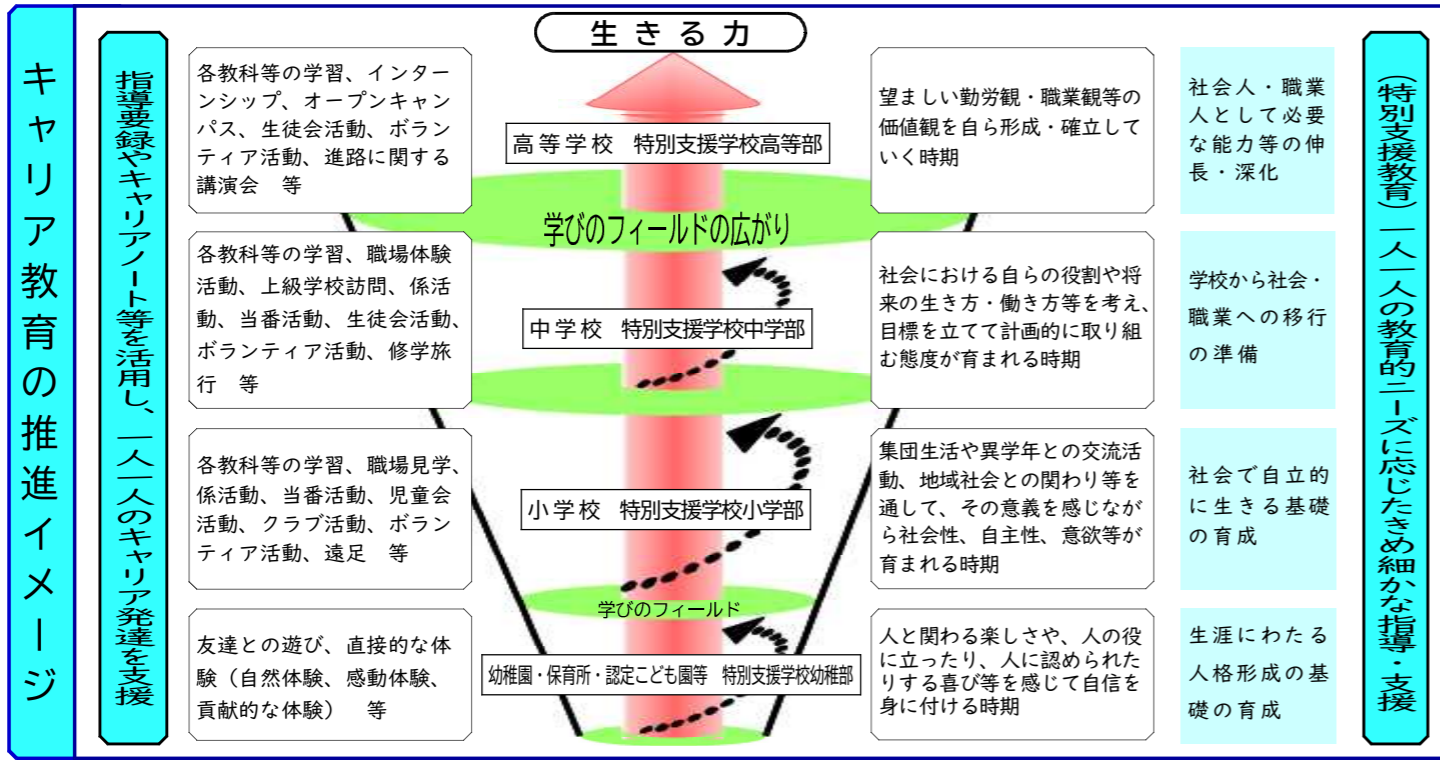 キャリア教育の推進イメージ
指導要録やキャリアノート等を活用し、一人一人のキャリア発達を支援
生きる力
各教科等の学習、インター
ンシップ、オープンキャン
パス、生徒会活動、ボラン
ティア活動、進路に関する
講演会　等
高等学校　特別支援学校高等部
望ましい勤労観・職業観等の
価値観を自ら形成・確立して
いく時期
社会人・職業
人として必要
な能力等の伸
長・深化
学びのフィールドの広がり
各教科等の学習、職場体験
活動、上級学校訪問、係活
動、当番活動、生徒会活動、
ボランティア活動、修学旅
行　等
中学校　特別支援学校中学部
社会における自らの役割や将
来の生き方・働き方等を考え、
目標を立てて計画的に取り組
む態度が育まれる時期
学校から社会・
職業への移行
の準備
各教科等の学習、職場見学、
係活動、当番活動、児童会
活動、クラブ活動、ボラン
ティア活動、遠足　等
小学校　特別支援学校小学部
集団生活や異学年との交流活
動、地域社会との関わり等を
通して、その意義を感じなが
ら社会性、自主性、意欲等が
育まれる時期
社会で自立的
に生きる基礎
の育成
学びのフィールド
友達との遊び、直接的な体
験（自然体験、感動体験、
貢献的な体験）　等
幼稚園・保育所・認定こども園等　特別支援学校幼稚部
人と関わる楽しさや、人の役
に立ったり、人に認められた
りする喜び等を感じて自信を
身に付ける時期
生涯にわたる
人格形成の基
礎の育成
（特別支援教育）一人一人の教育的ニーズに応じたきめ細かな指導・支援